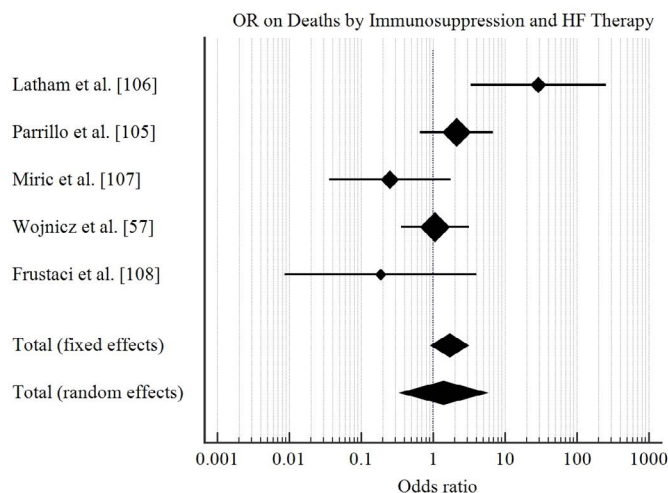 OR on Deaths by Immunosuppression and HF Therapy
Latham et al. [106]
Parrillo et al. [105]
Miric et al. [107]
Wojnicz et al. [57]
Frustaci et al. [108]
Total (fixed effects)
Total (random effects)
0.001 0.01 0.1 1 10 100 1000
Odds ratio